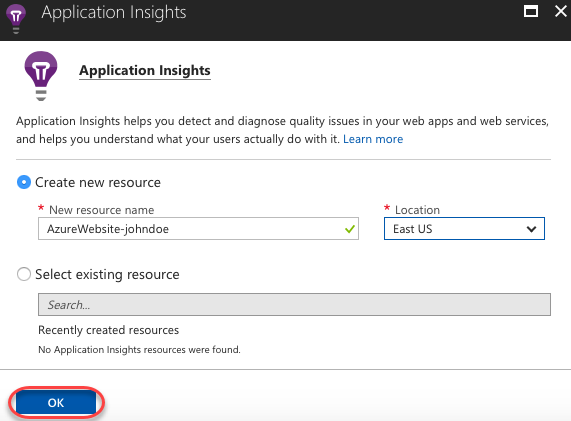 Application Insights
Application Insights
Application Insights helps you detect and diagnose quality issues in your web apps and web services,
and helps you understand what your users actually do with it. Learn more
Create new resource
* New resource name * Location
AzureWebsite-johndoe East US
Select existing resource
Search...
Recently created resources
No Application Insights resources were found.
OK